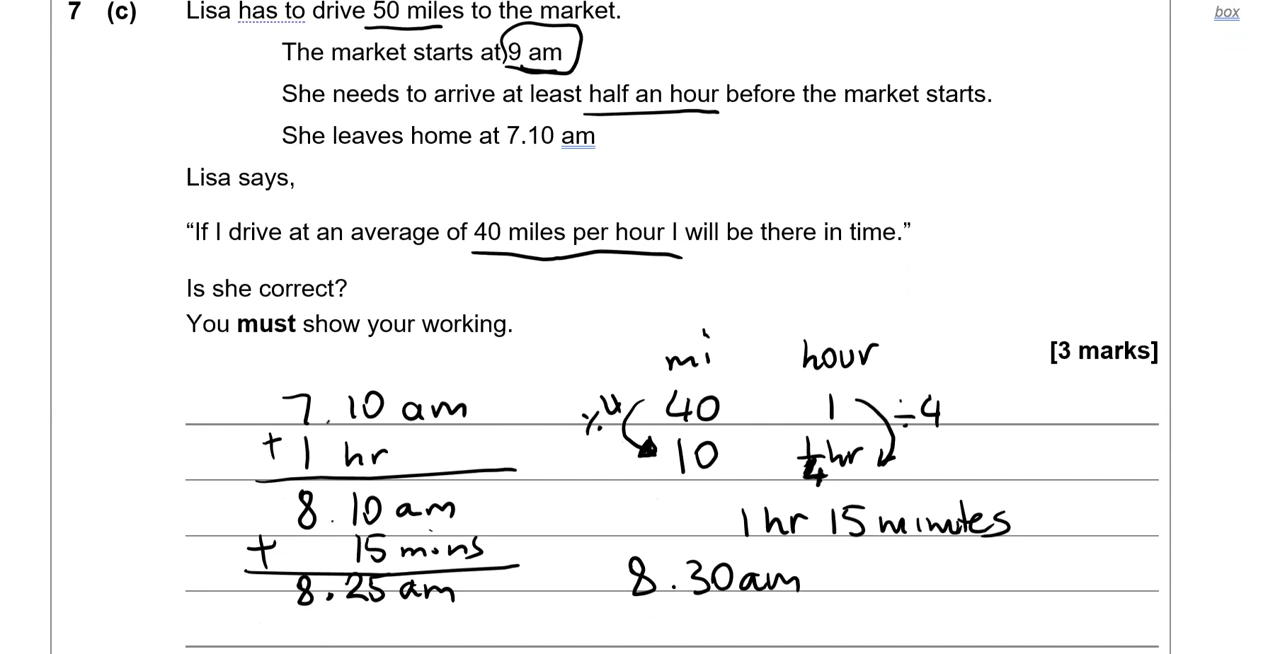 7 (c) Lisa has to drive 50 miles to the market.
box
The market starts at 9 am
She needs to arrive at least half an hour before the market starts.
She leaves home at 7.10 am
Lisa says,
“If I drive at an average of 40 miles per hour I will be there in time.”
Is she correct?
You must show your working.
[3 marks]
mi hour
7.10 am
÷4 40 1 ÷4
+ 1 hr
10 1/4 hr
8.10 am
1 hr 15 minutes
+ 15 mins
8.30am
8.25 am